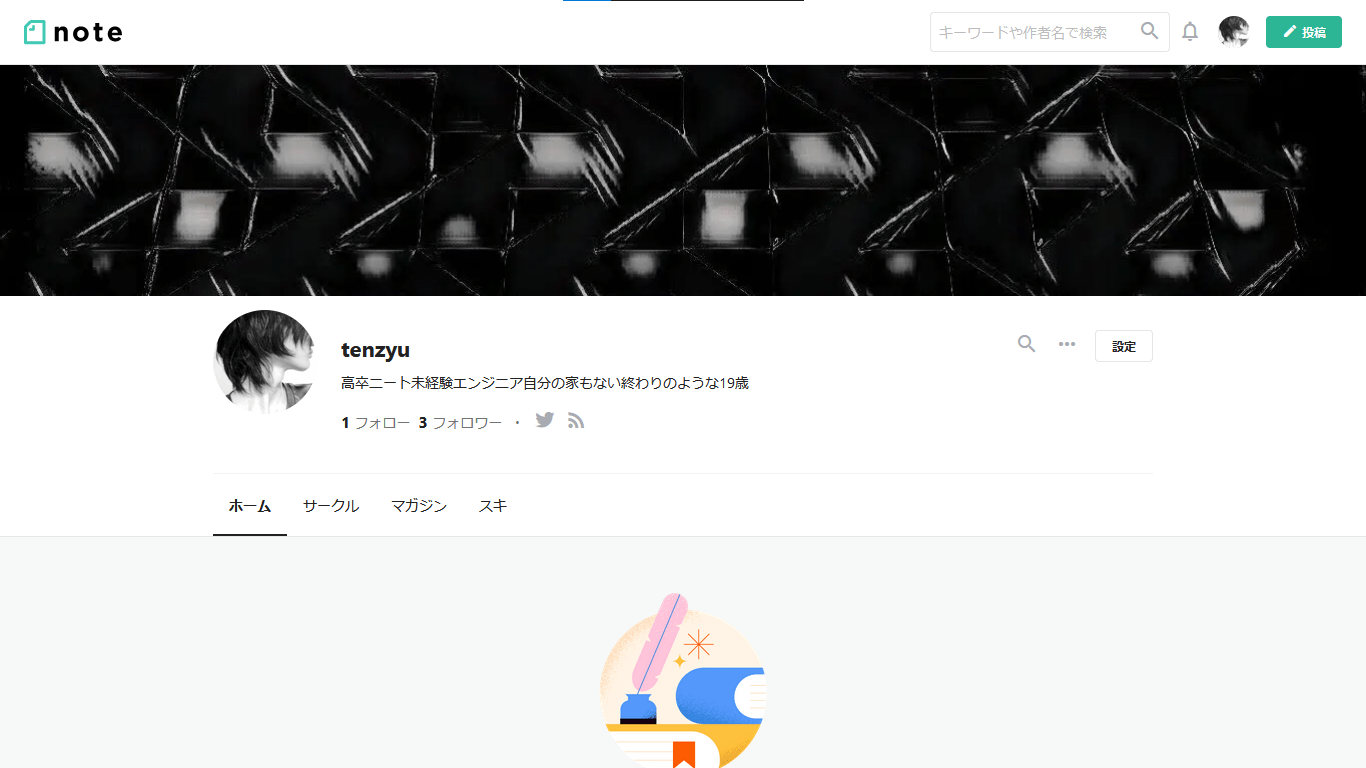 note
キーワードや作者名で検索
投稿
tenzyu
設定
高卒ニート未経験エンジニア自分の家もない終わりのような19歳
1 フォロー 3 フォロワー ・
ホーム サークル マガジン スキ